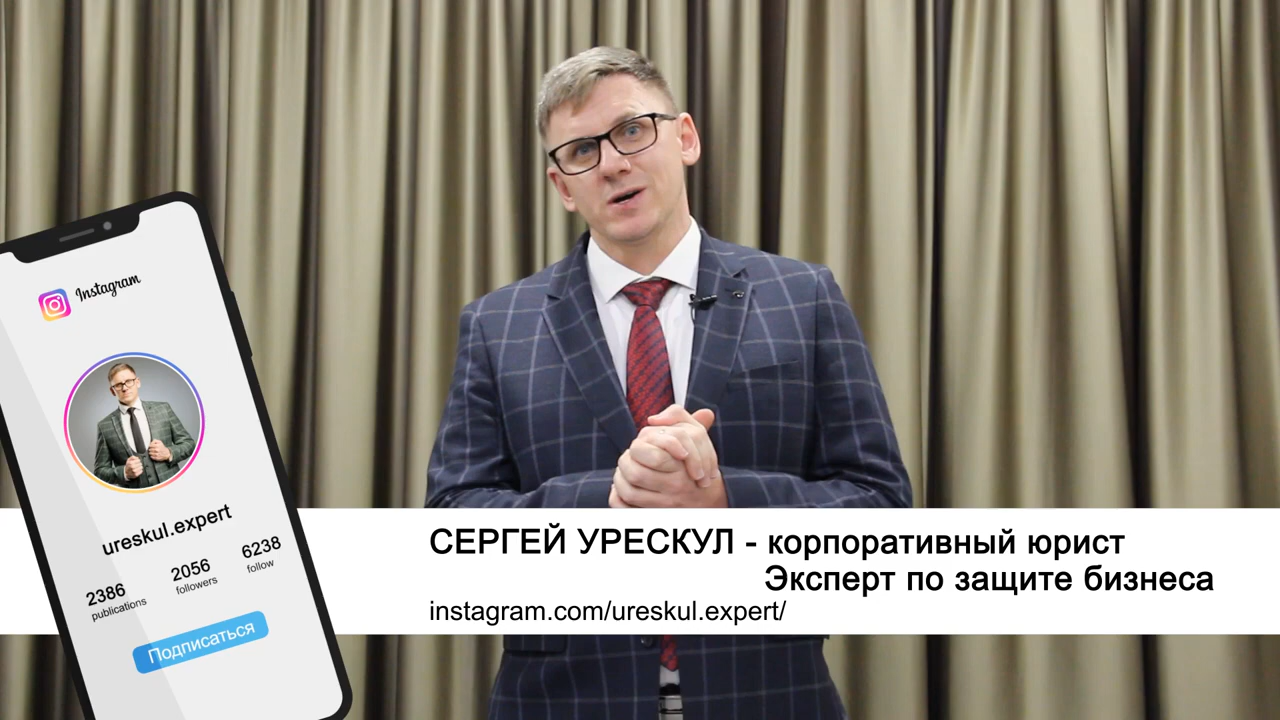 Instagram
ureskul.expert
2386 2056 6238
publications followers follow
Подписаться
СЕРГЕЙ УРЕСКУЛ - корпоративный юрист
Эксперт по защите бизнеса
instagram.com/ureskul.expert/